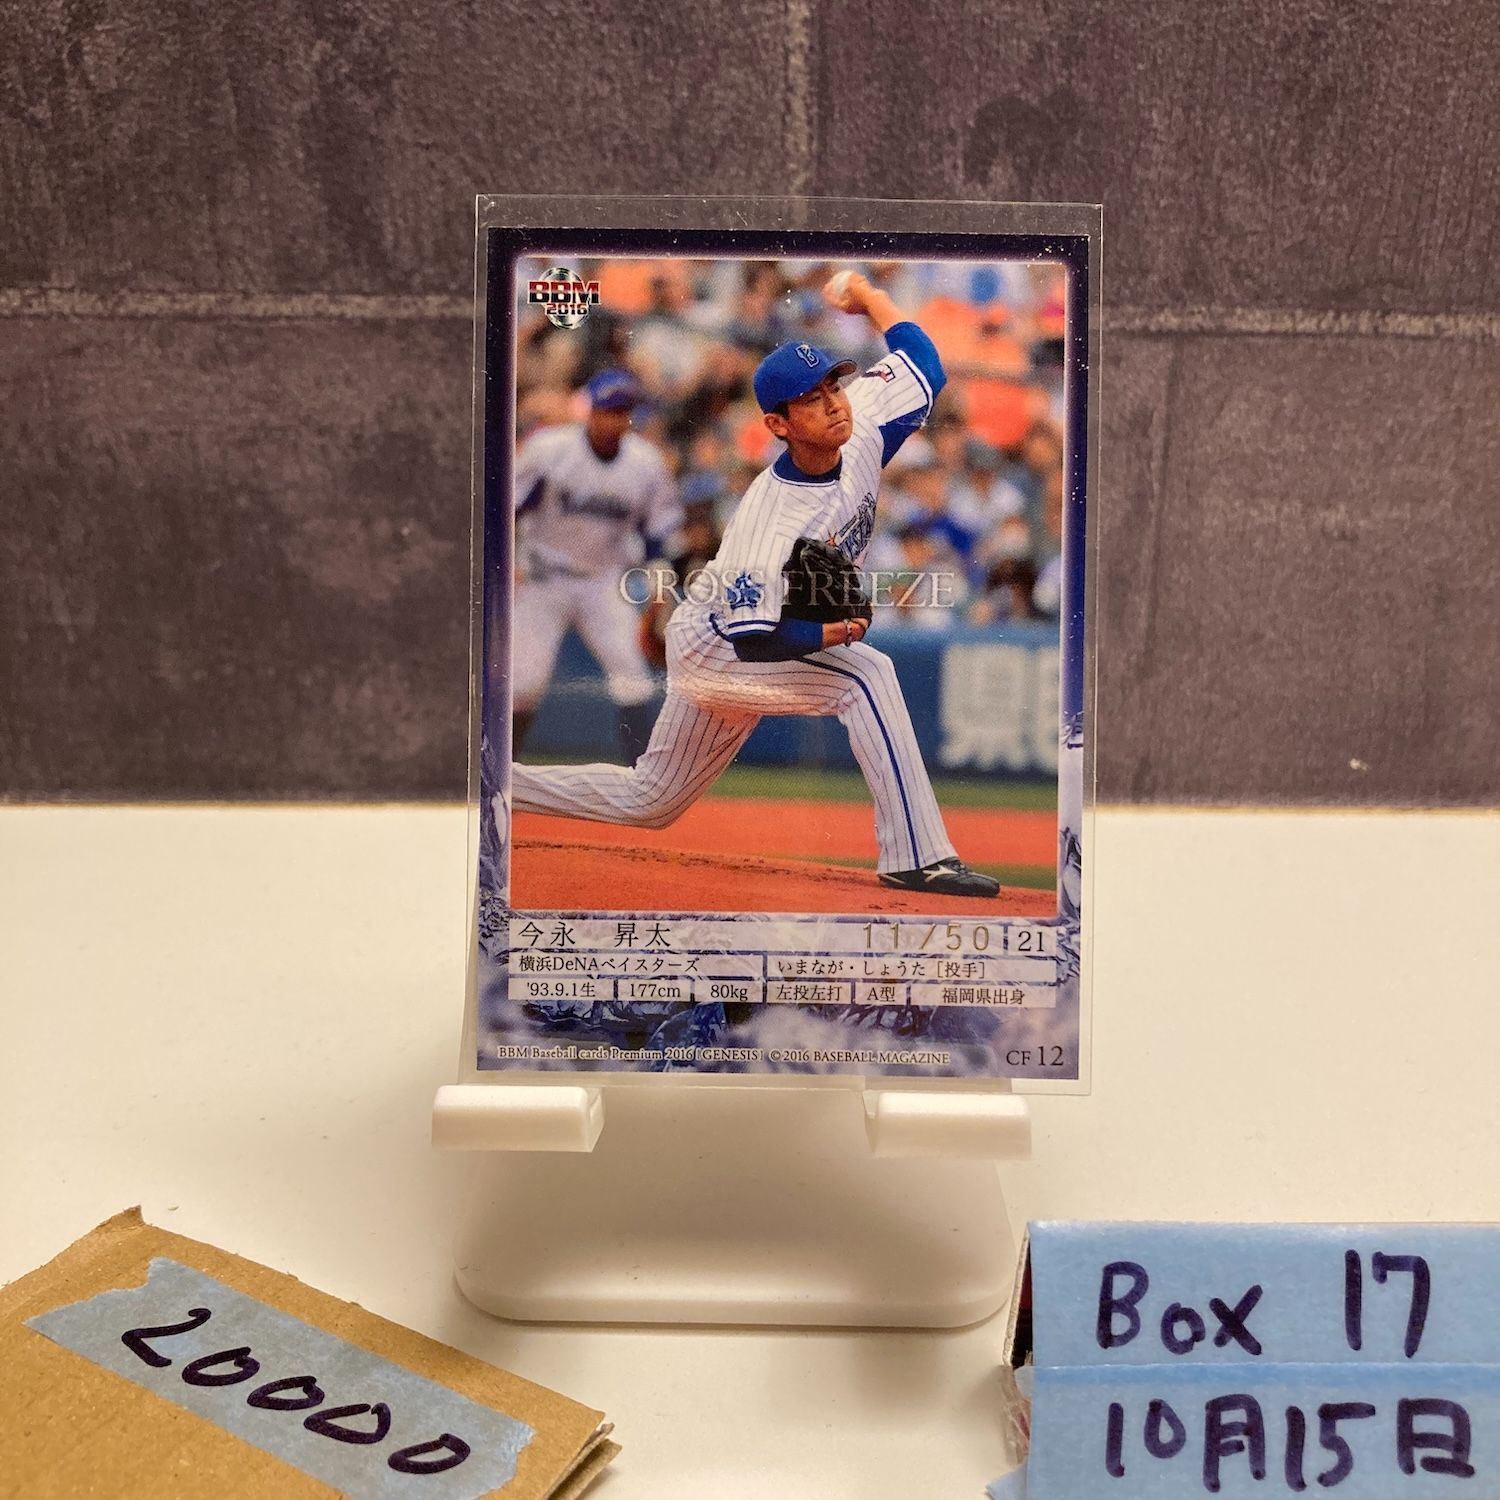 BBM
2016
CROSS FREEZE
今永 昇太 11/50 21
横浜DeNAベイスターズ いまなが・しょうた [投手]
'93.9.1生 177cm 80kg 左投左打 A型 福岡県出身
BBM Baseball cards Premium 2016 [GENESIS] ©2016 BASEBALL MAGAZINE CF 12
20000
Box 17
10月15日